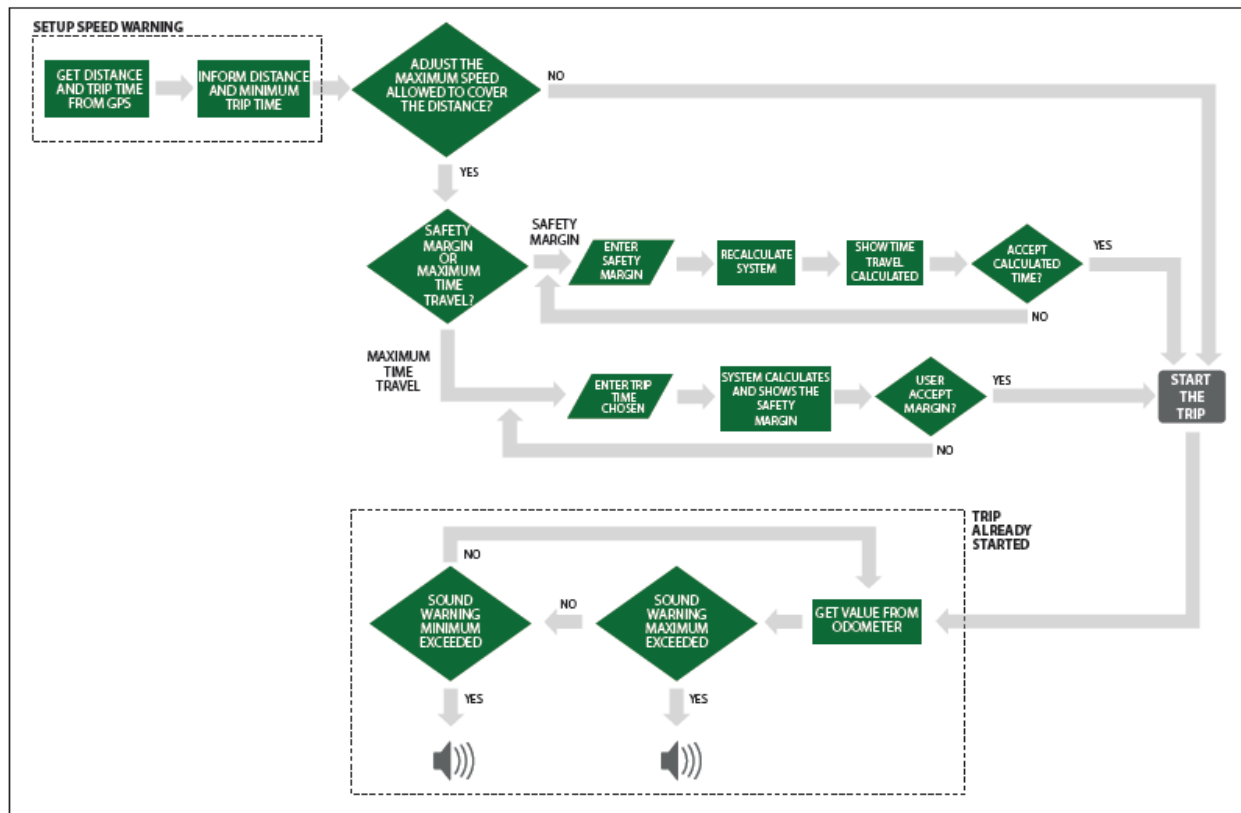 SETUP SPEED WARNING
GET DISTANCE
AND TRIP TIME
FROM GPS
INFORM DISTANCE
AND MINIMUM
TRIP TIME
ADJUST THE
MAXIMUM SPEED
ALLOWED TO COVER
THE DISTANCE?
NO
YES
SAFETY
MARGIN
OR
MAXIMUM
TIME
TRAVEL?
SAFETY
MARGIN
ENTER
SAFETY
MARGIN
RECALCULATE
SYSTEM
SHOW TIME
TRAVEL
CALCULATED
ACCEPT
CALCULATED
TIME?
YES
NO
MAXIMUM
TIME
TRAVEL
ENTER TRIP
TIME
CHOSEN
SYSTEM CALCULATES
AND SHOWS THE
SAFETY
MARGIN
USER
ACCEPT
MARGIN?
YES
NO
START
THE
TRIP
TRIP
ALREADY
STARTED
NO
SOUND
WARNING
MINIMUM
EXCEEDED
NO
SOUND
WARNING
MAXIMUM
EXCEEDED
GET VALUE FROM
ODOMETER
YES
YES